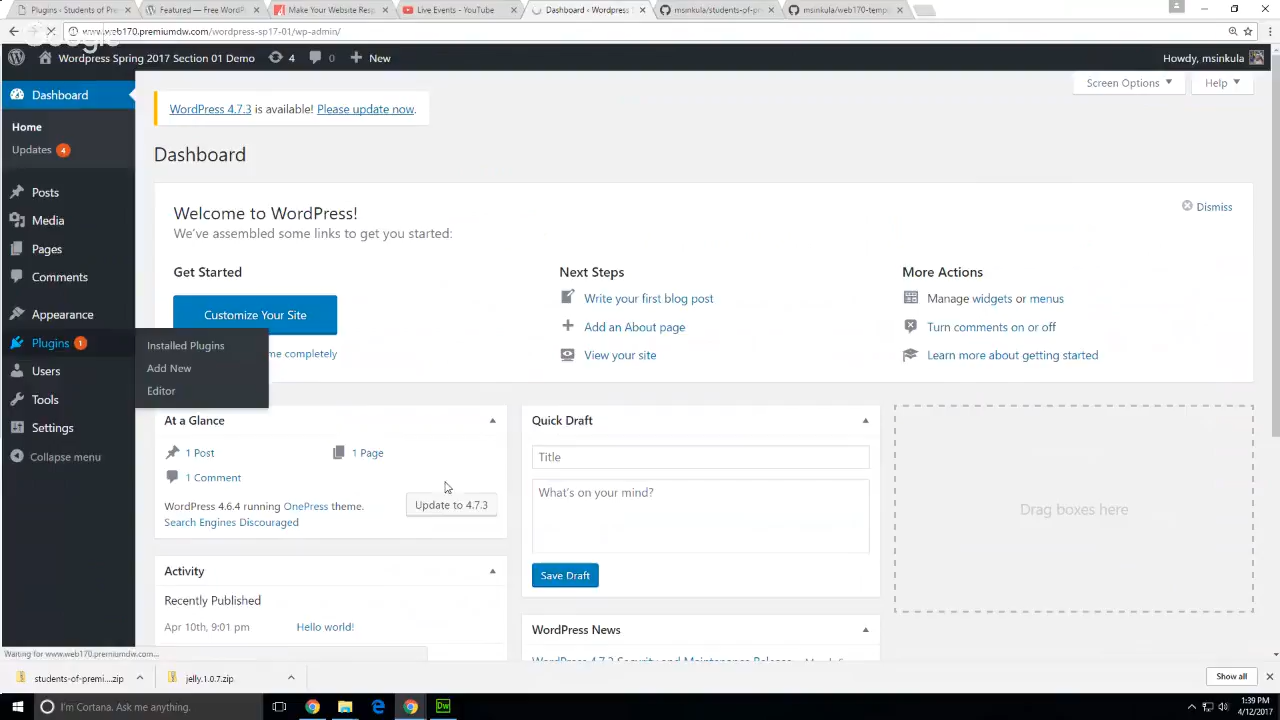 Plugins ‹ Students of Pr
Featured — Free WordP
Make Your Website Resp
Live Events - YouTube
Dashboard ‹ Wordpress S
msinkula/students-of-pr
msinkula/web170-temp
www.web170.premiumdw.com/wordpress-sp17-01/wp-admin/
Google
Wordpress Spring 2017 Section 01 Demo
4
0
New
Howdy, msinkula
Dashboard
Home
Updates 4
Posts
Media
Pages
Comments
Appearance
Plugins 1
Users
Tools
Settings
Collapse menu
Installed Plugins
Add New
Editor
Screen Options
Help
WordPress 4.7.3 is available! Please update now.
Dashboard
Welcome to WordPress!
We've assembled some links to get you started:
Dismiss
Get Started
Customize Your Site
me completely
Next Steps
Write your first blog post
Add an About page
View your site
More Actions
Manage widgets or menus
Turn comments on or off
Learn more about getting started
At a Glance
1 Post
1 Page
1 Comment
WordPress 4.6.4 running OnePress theme.
Update to 4.7.3
Search Engines Discouraged
Activity
Recently Published
Apr 10th, 9:01 pm
Hello world!
Quick Draft
Title
What's on your mind?
Save Draft
WordPress News
WordPress 4.7.3 Security and Maintenance Release
Drag boxes here
Waiting for www.web170.premiumdw.com...
students-of-premi....zip
jelly.1.0.7.zip
Show all
I'm Cortana. Ask me anything.
1:39 PM
4/12/2017